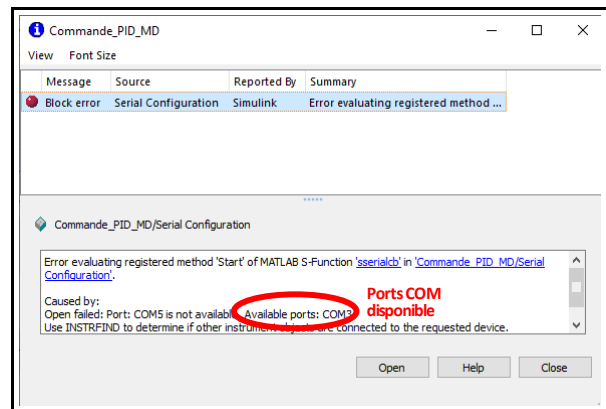 Commande_PID_MD
View Font Size
Message Source Reported By Summary
Block error Serial Configuration Simulink Error evaluating registered method ...
Commande_PID_MD/Serial Configuration
Error evaluating registered method 'Start' of MATLAB S-Function 'sserialcb' in 'Commande_PID_MD/Serial
Configuration'.
Caused by:
Open failed: Port: COM5 is not available. Available ports: COM3.
Use INSTRFIND to determine if other instrument objects are connected to the requested device.
Ports COM
disponible
Open Help Close